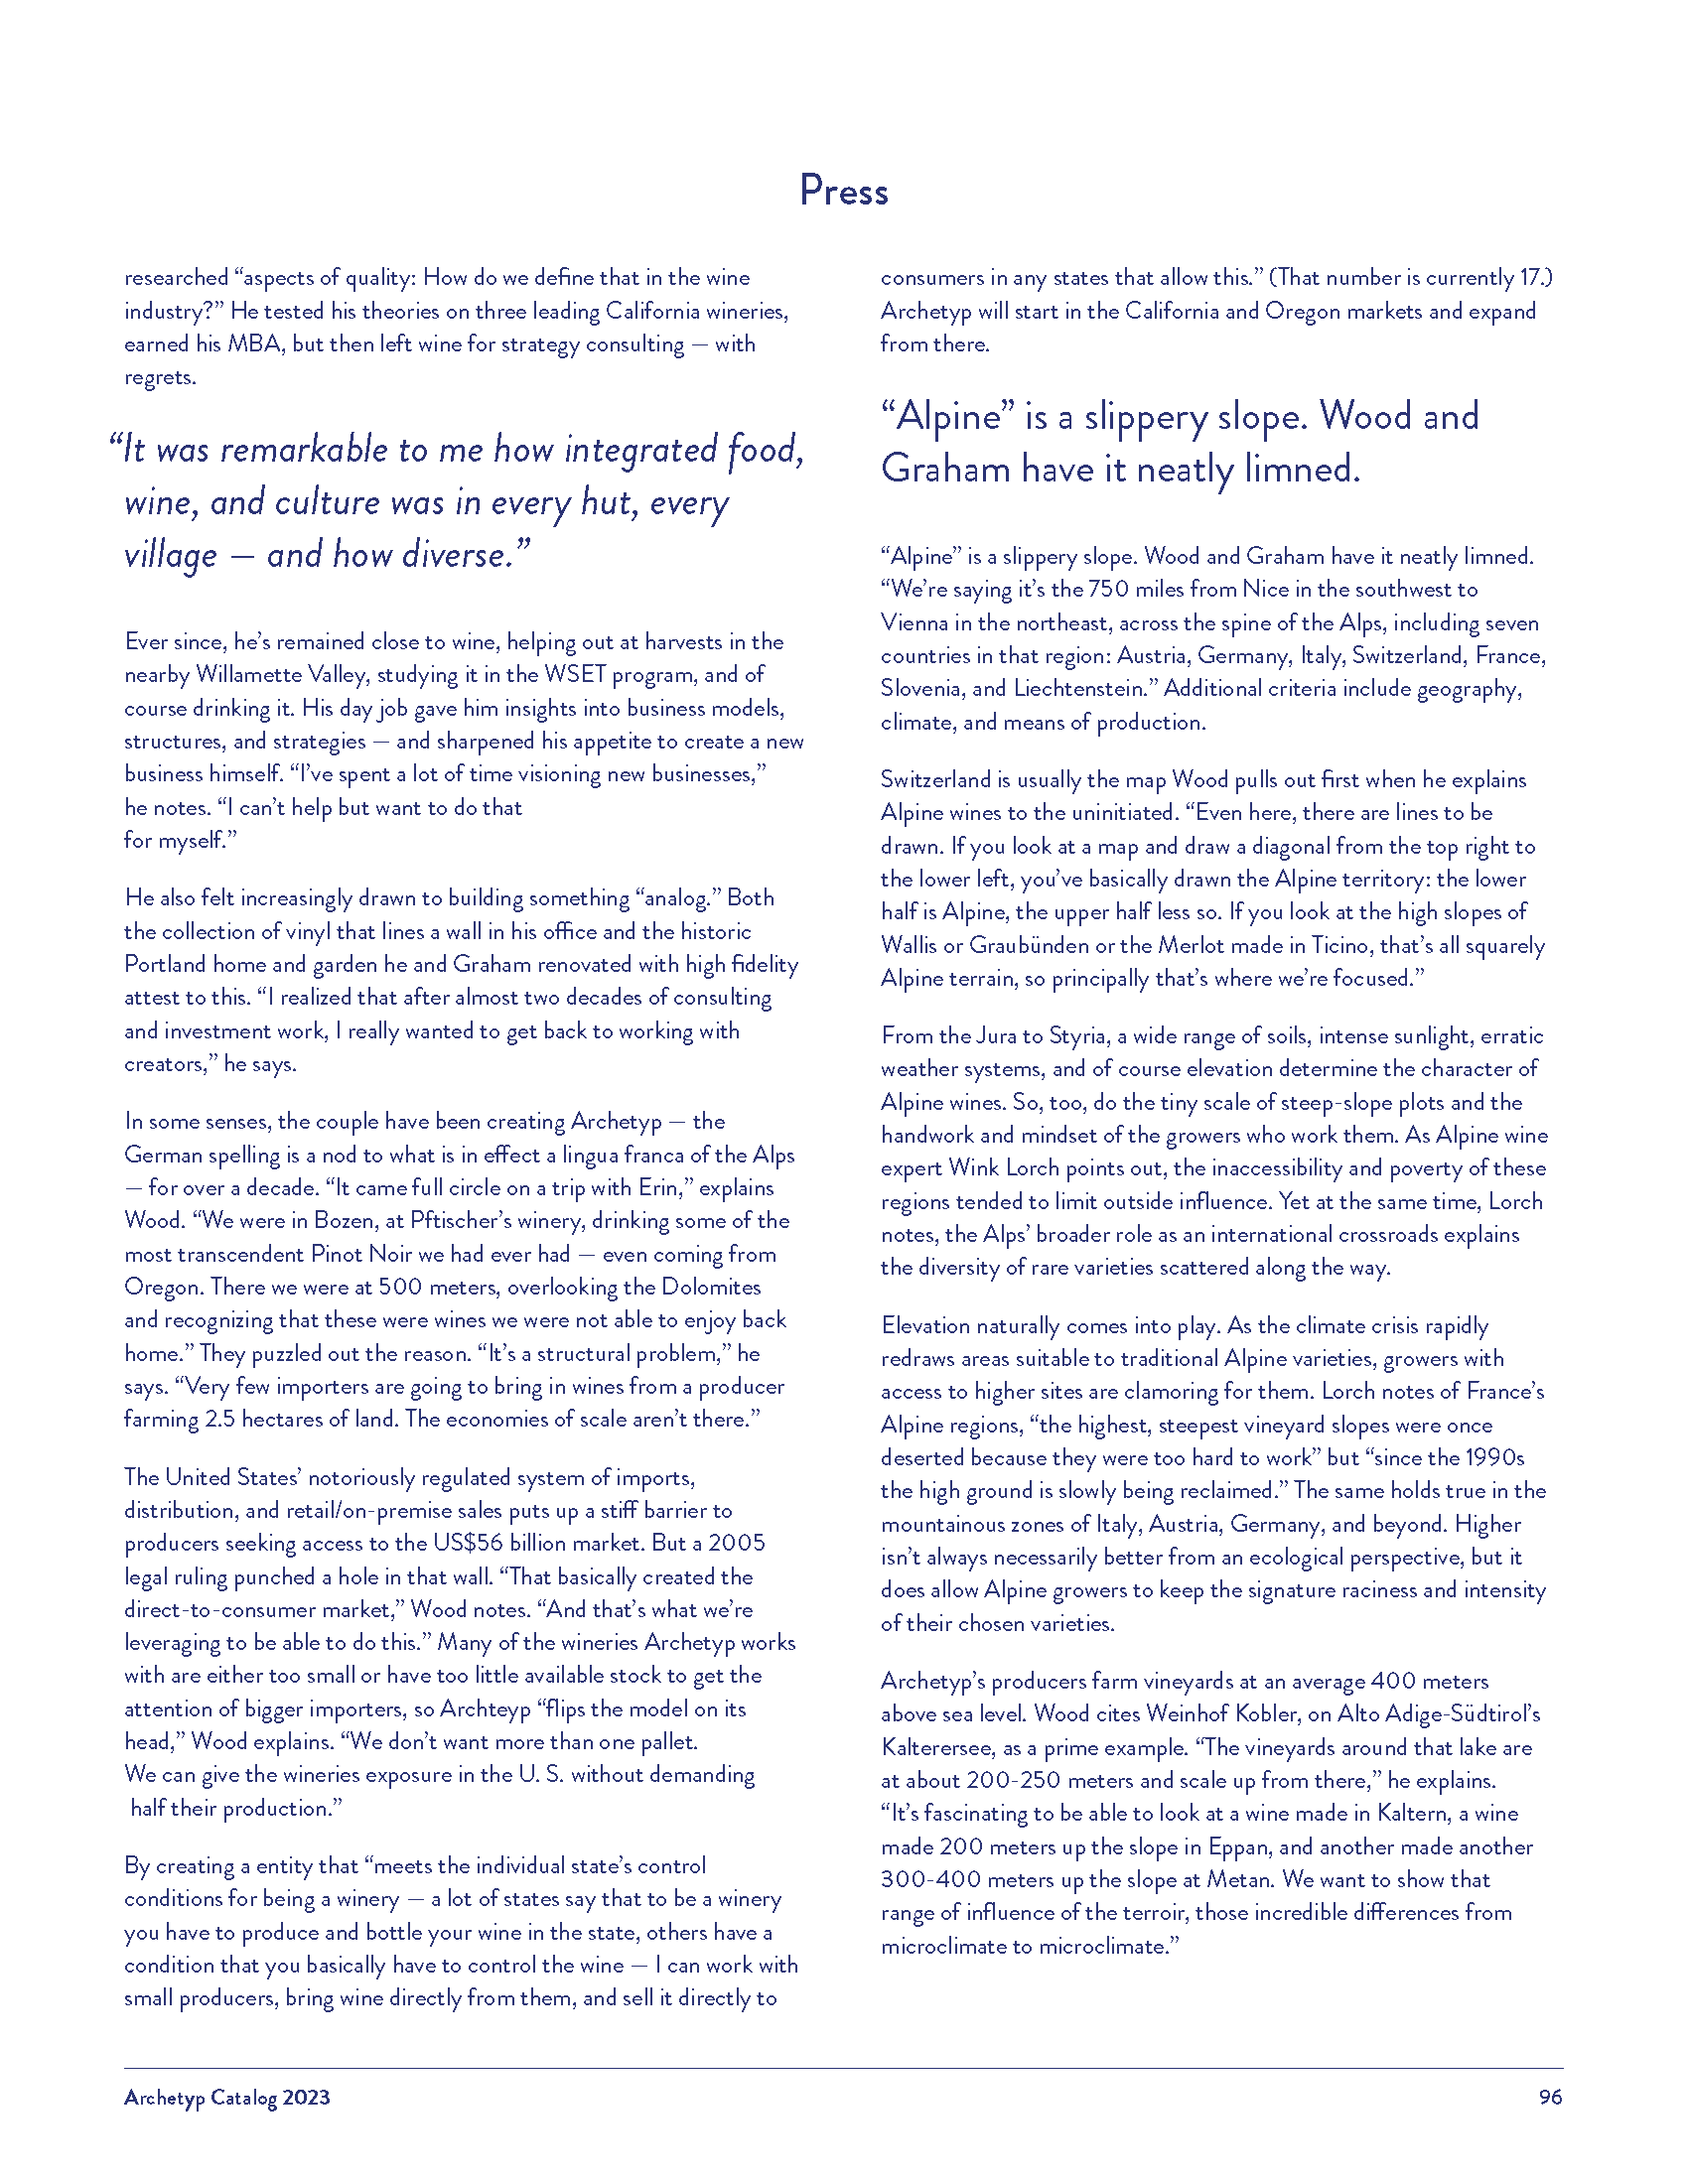 Press
researched “aspects of quality: How do we define that in the wine
industry?” He tested his theories on three leading California wineries,
earned his MBA, but then left wine for strategy consulting — with
regrets.
“It was remarkable to me how integrated food,
wine, and culture was in every hut, every
village — and how diverse.”
Ever since, he’s remained close to wine, helping out at harvests in the
nearby Willamette Valley, studying it in the WSET program, and of
course drinking it. His day job gave him insights into business models,
structures, and strategies — and sharpened his appetite to create a new
business himself. “I’ve spent a lot of time visioning new businesses,”
he notes. “I can’t help but want to do that
for myself.”
He also felt increasingly drawn to building something “analog.” Both
the collection of vinyl that lines a wall in his office and the historic
Portland home and garden he and Graham renovated with high fidelity
attest to this. “I realized that after almost two decades of consulting
and investment work, I really wanted to get back to working with
creators,” he says.
In some senses, the couple have been creating Archetyp — the
German spelling is a nod to what is in effect a lingua franca of the Alps
— for over a decade. “It came full circle on a trip with Erin,” explains
Wood. “We were in Bozen, at Pftischer’s winery, drinking some of the
most transcendent Pinot Noir we had ever had — even coming from
Oregon. There we were at 500 meters, overlooking the Dolomites
and recognizing that these were wines we were not able to enjoy back
home.” They puzzled out the reason. “It’s a structural problem,” he
says. “Very few importers are going to bring in wines from a producer
farming 2.5 hectares of land. The economies of scale aren’t there.”
The United States’ notoriously regulated system of imports,
distribution, and retail/on-premise sales puts up a stiff barrier to
producers seeking access to the US$56 billion market. But a 2005
legal ruling punched a hole in that wall. “That basically created the
direct-to-consumer market,” Wood notes. “And that’s what we’re
leveraging to be able to do this.” Many of the wineries Archetyp works
with are either too small or have too little available stock to get the
attention of bigger importers, so Archteyp “flips the model on its
head,” Wood explains. “We don’t want more than one pallet.
We can give the wineries exposure in the U. S. without demanding
half their production.”
By creating a entity that “meets the individual state’s control
conditions for being a winery — a lot of states say that to be a winery
you have to produce and bottle your wine in the state, others have a
condition that you basically have to control the wine — I can work with
small producers, bring wine directly from them, and sell it directly to
consumers in any states that allow this.” (That number is currently 17.)
Archetyp will start in the California and Oregon markets and expand
from there.
“Alpine” is a slippery slope. Wood and
Graham have it neatly limned.
“Alpine” is a slippery slope. Wood and Graham have it neatly limned.
“We’re saying it’s the 750 miles from Nice in the southwest to
Vienna in the northeast, across the spine of the Alps, including seven
countries in that region: Austria, Germany, Italy, Switzerland, France,
Slovenia, and Liechtenstein.” Additional criteria include geography,
climate, and means of production.
Switzerland is usually the map Wood pulls out first when he explains
Alpine wines to the uninitiated. “Even here, there are lines to be
drawn. If you look at a map and draw a diagonal from the top right to
the lower left, you’ve basically drawn the Alpine territory: the lower
half is Alpine, the upper half less so. If you look at the high slopes of
Wallis or Graubünden or the Merlot made in Ticino, that’s all squarely
Alpine terrain, so principally that’s where we’re focused.”
From the Jura to Styria, a wide range of soils, intense sunlight, erratic
weather systems, and of course elevation determine the character of
Alpine wines. So, too, do the tiny scale of steep-slope plots and the
handwork and mindset of the growers who work them. As Alpine wine
expert Wink Lorch points out, the inaccessibility and poverty of these
regions tended to limit outside influence. Yet at the same time, Lorch
notes, the Alps’ broader role as an international crossroads explains
the diversity of rare varieties scattered along the way.
Elevation naturally comes into play. As the climate crisis rapidly
redraws areas suitable to traditional Alpine varieties, growers with
access to higher sites are clamoring for them. Lorch notes of France’s
Alpine regions, “the highest, steepest vineyard slopes were once
deserted because they were too hard to work” but “since the 1990s
the high ground is slowly being reclaimed.” The same holds true in the
mountainous zones of Italy, Austria, Germany, and beyond. Higher
isn’t always necessarily better from an ecological perspective, but it
does allow Alpine growers to keep the signature raciness and intensity
of their chosen varieties.
Archetyp’s producers farm vineyards at an average 400 meters
above sea level. Wood cites Weinhof Kobler, on Alto Adige-Südtirol’s
Kalterersee, as a prime example. “The vineyards around that lake are
at about 200-250 meters and scale up from there,” he explains.
“It’s fascinating to be able to look at a wine made in Kaltern, a wine
made 200 meters up the slope in Eppan, and another made another
300-400 meters up the slope at Metan. We want to show that
range of influence of the terroir, those incredible differences from
microclimate to microclimate.”
Archetyp Catalog 2023
96